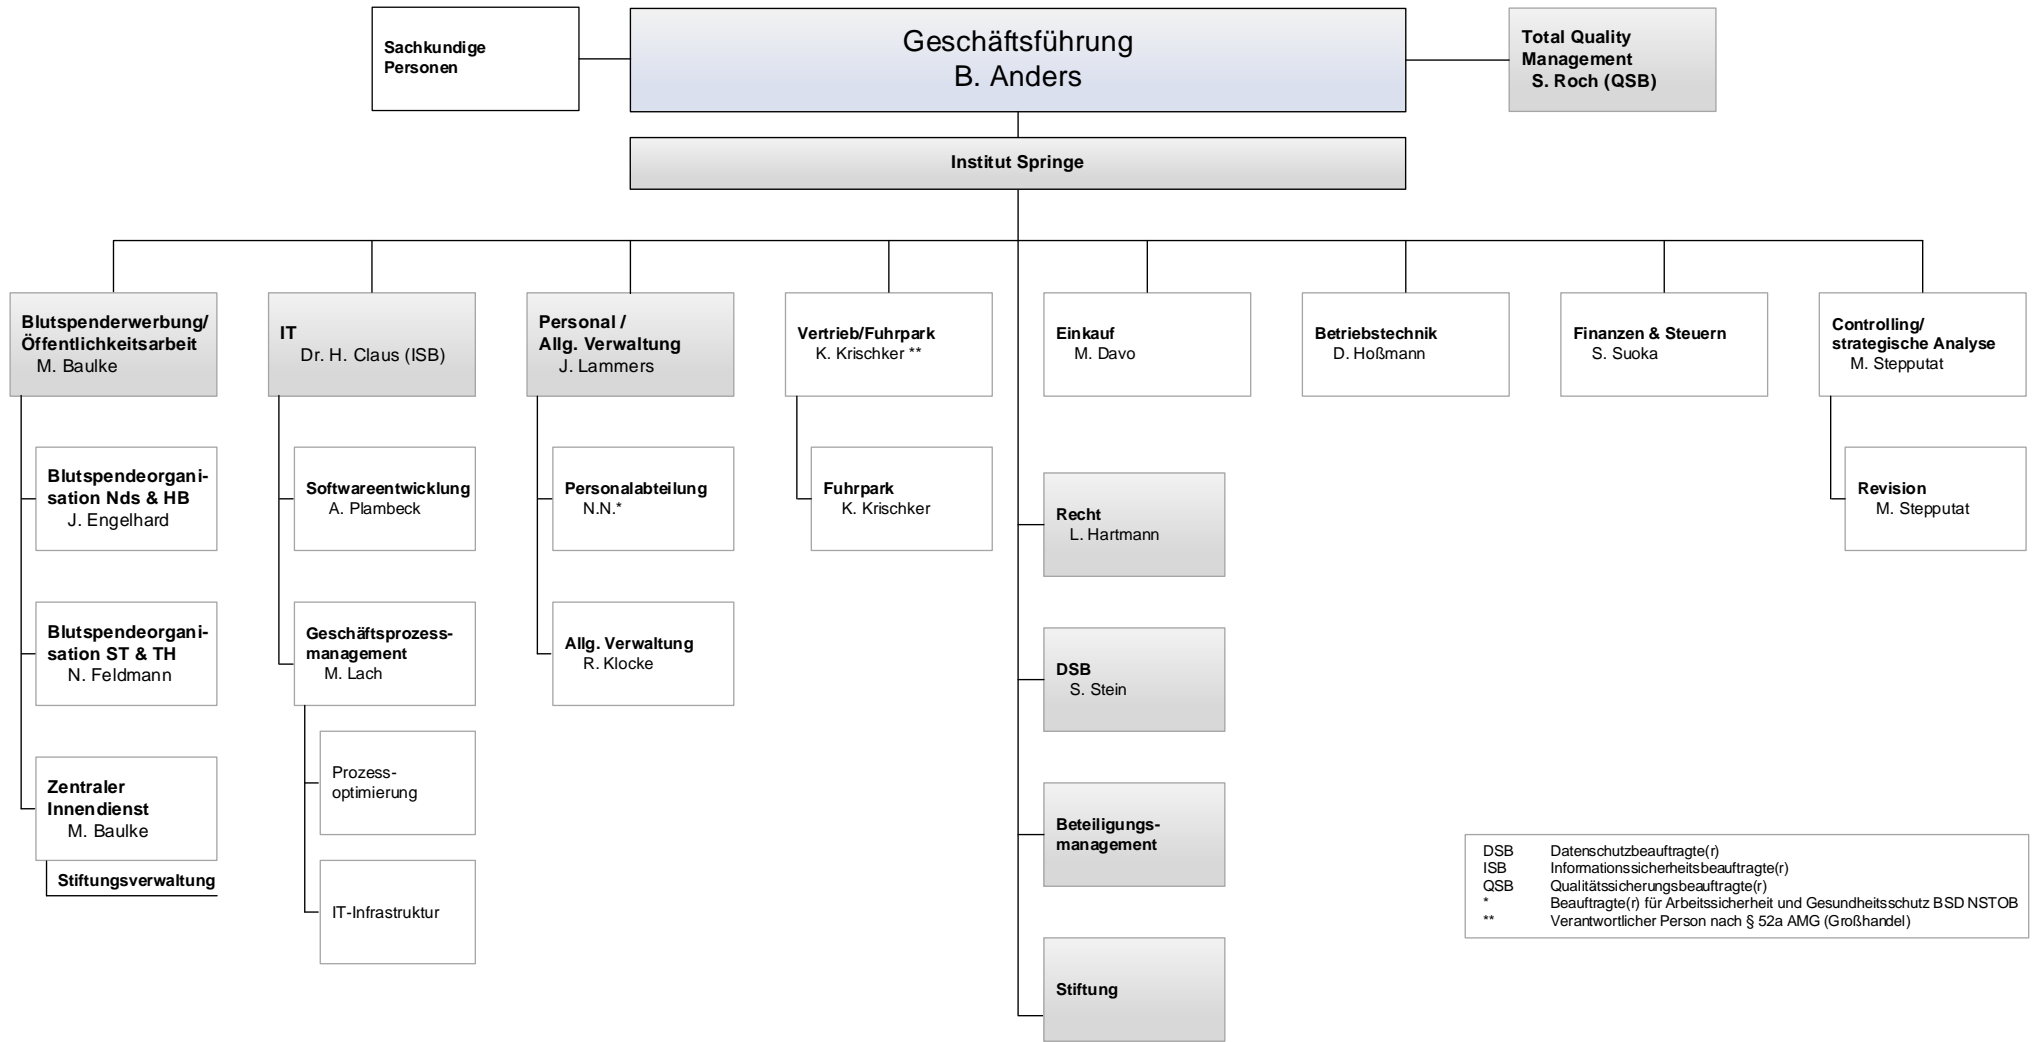 Sachkundige
Personen
Geschäftsführung
B. Anders
Total Quality
Management
S. Roch (QSB)
Institut Springe
Blutspenderwerbung/
Öffentlichkeitsarbeit
M. Baulke
IT
Dr. H. Claus (ISB)
Personal /
Allg. Verwaltung
J. Lammers
Vertrieb/Fuhrpark
K. Krischker **
Einkauf
M. Davo
Betriebstechnik
D. Hoßmann
Finanzen & Steuern
S. Suoka
Controlling/
strategische Analyse
M. Stepputat
Blutspendeorgani-
sation Nds & HB
J. Engelhard
Softwareentwicklung
A. Plambeck
Personalabteilung
N.N.*
Fuhrpark
K. Krischker
Recht
L. Hartmann
Revision
M. Stepputat
Blutspendeorgani-
sation ST & TH
N. Feldmann
Geschäftsprozess-
management
M. Lach
Allg. Verwaltung
R. Klocke
DSB
S. Stein
Zentraler
Innendienst
M. Baulke
Stiftungsverwaltung
Prozess-
optimierung
IT-Infrastruktur
Beteiligungs-
management
Stiftung
DSB Datenschutzbeauftragte(r)
ISB Informationssicherheitsbeauftragte(r)
QSB Qualitätssicherungsbeauftragte(r)
* Beauftragte(r) für Arbeitssicherheit und Gesundheitsschutz BSD NSTOB
** Verantwortlicher Person nach § 52a AMG (Großhandel)